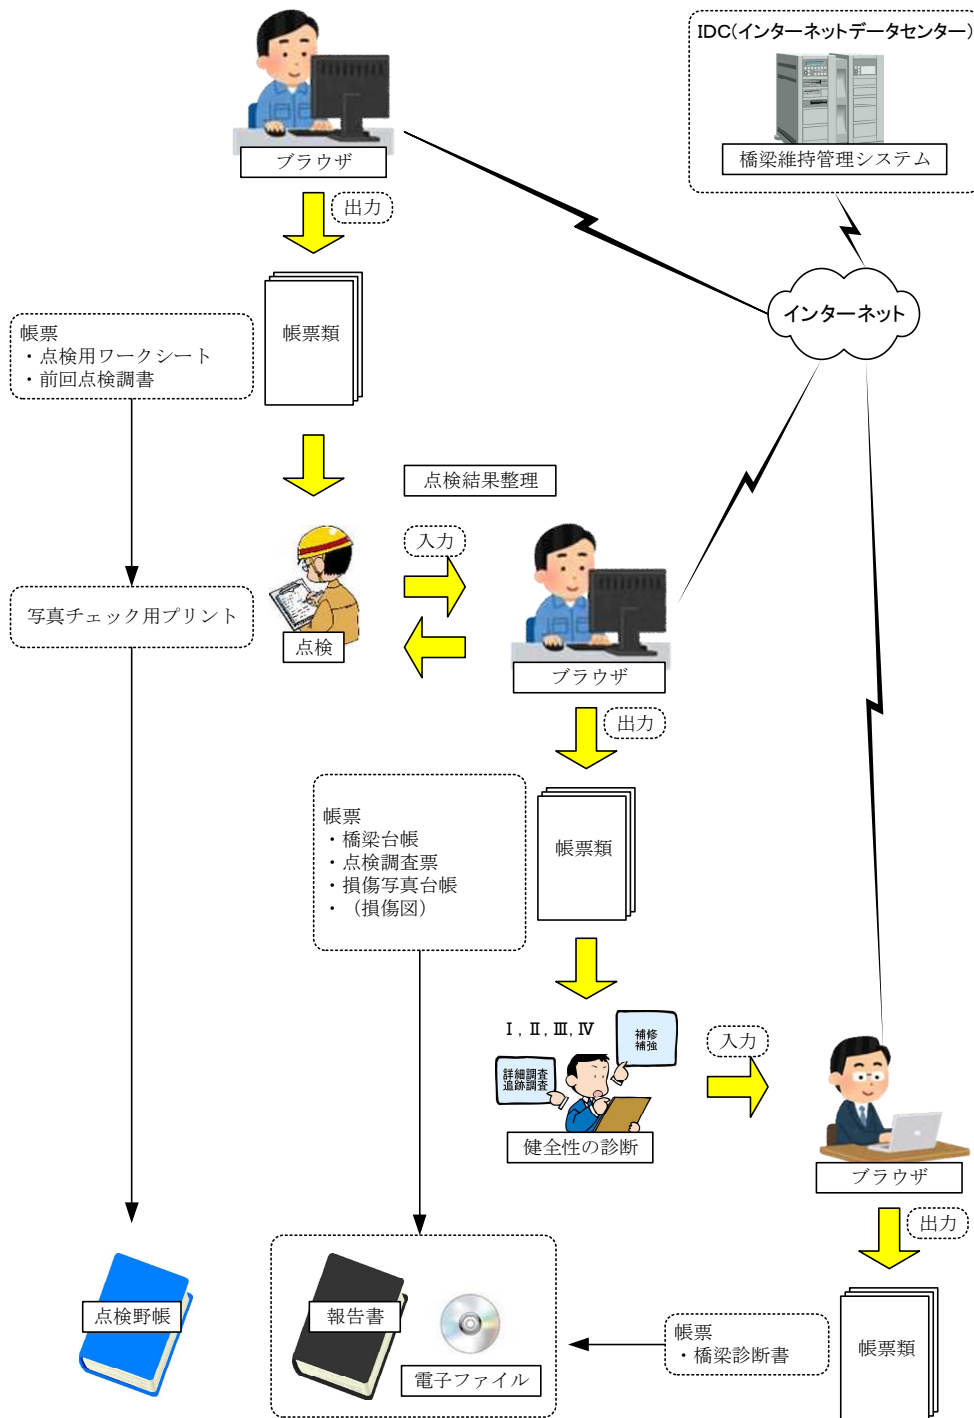 IDC(インターネットデータセンター)
橋梁維持管理システム
ブラウザ
出力
インターネット
帳票類
帳票
・点検用ワークシート
・前回点検調書
点検結果整理
入力
写真チェック用プリント
点検
ブラウザ
出力
帳票
・橋梁台帳
・点検調査票
・損傷写真台帳
・（損傷図）
帳票類
Ⅰ, Ⅱ, Ⅲ, Ⅳ
補修
補強
詳細調査
追跡調査
入力
健全性の診断
ブラウザ
出力
点検野帳
報告書
電子ファイル
帳票
・橋梁診断書
帳票類